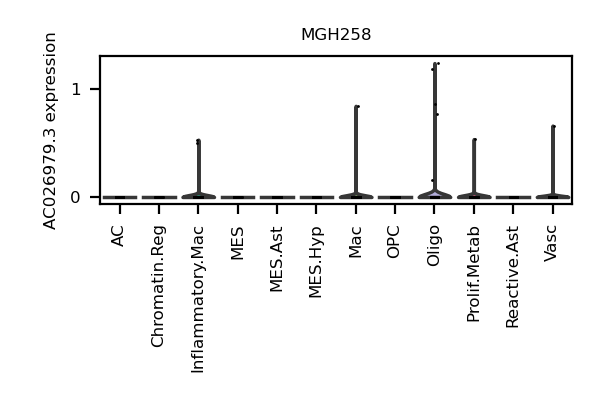 MGH258
AC026979.3 expression
1
0
AC
Chromatin.Reg
Inflammatory.Mac
MES
MES.Ast
MES.Hyp
Mac
OPC
Oligo
Prolif.Metab
Reactive.Ast
Vasc